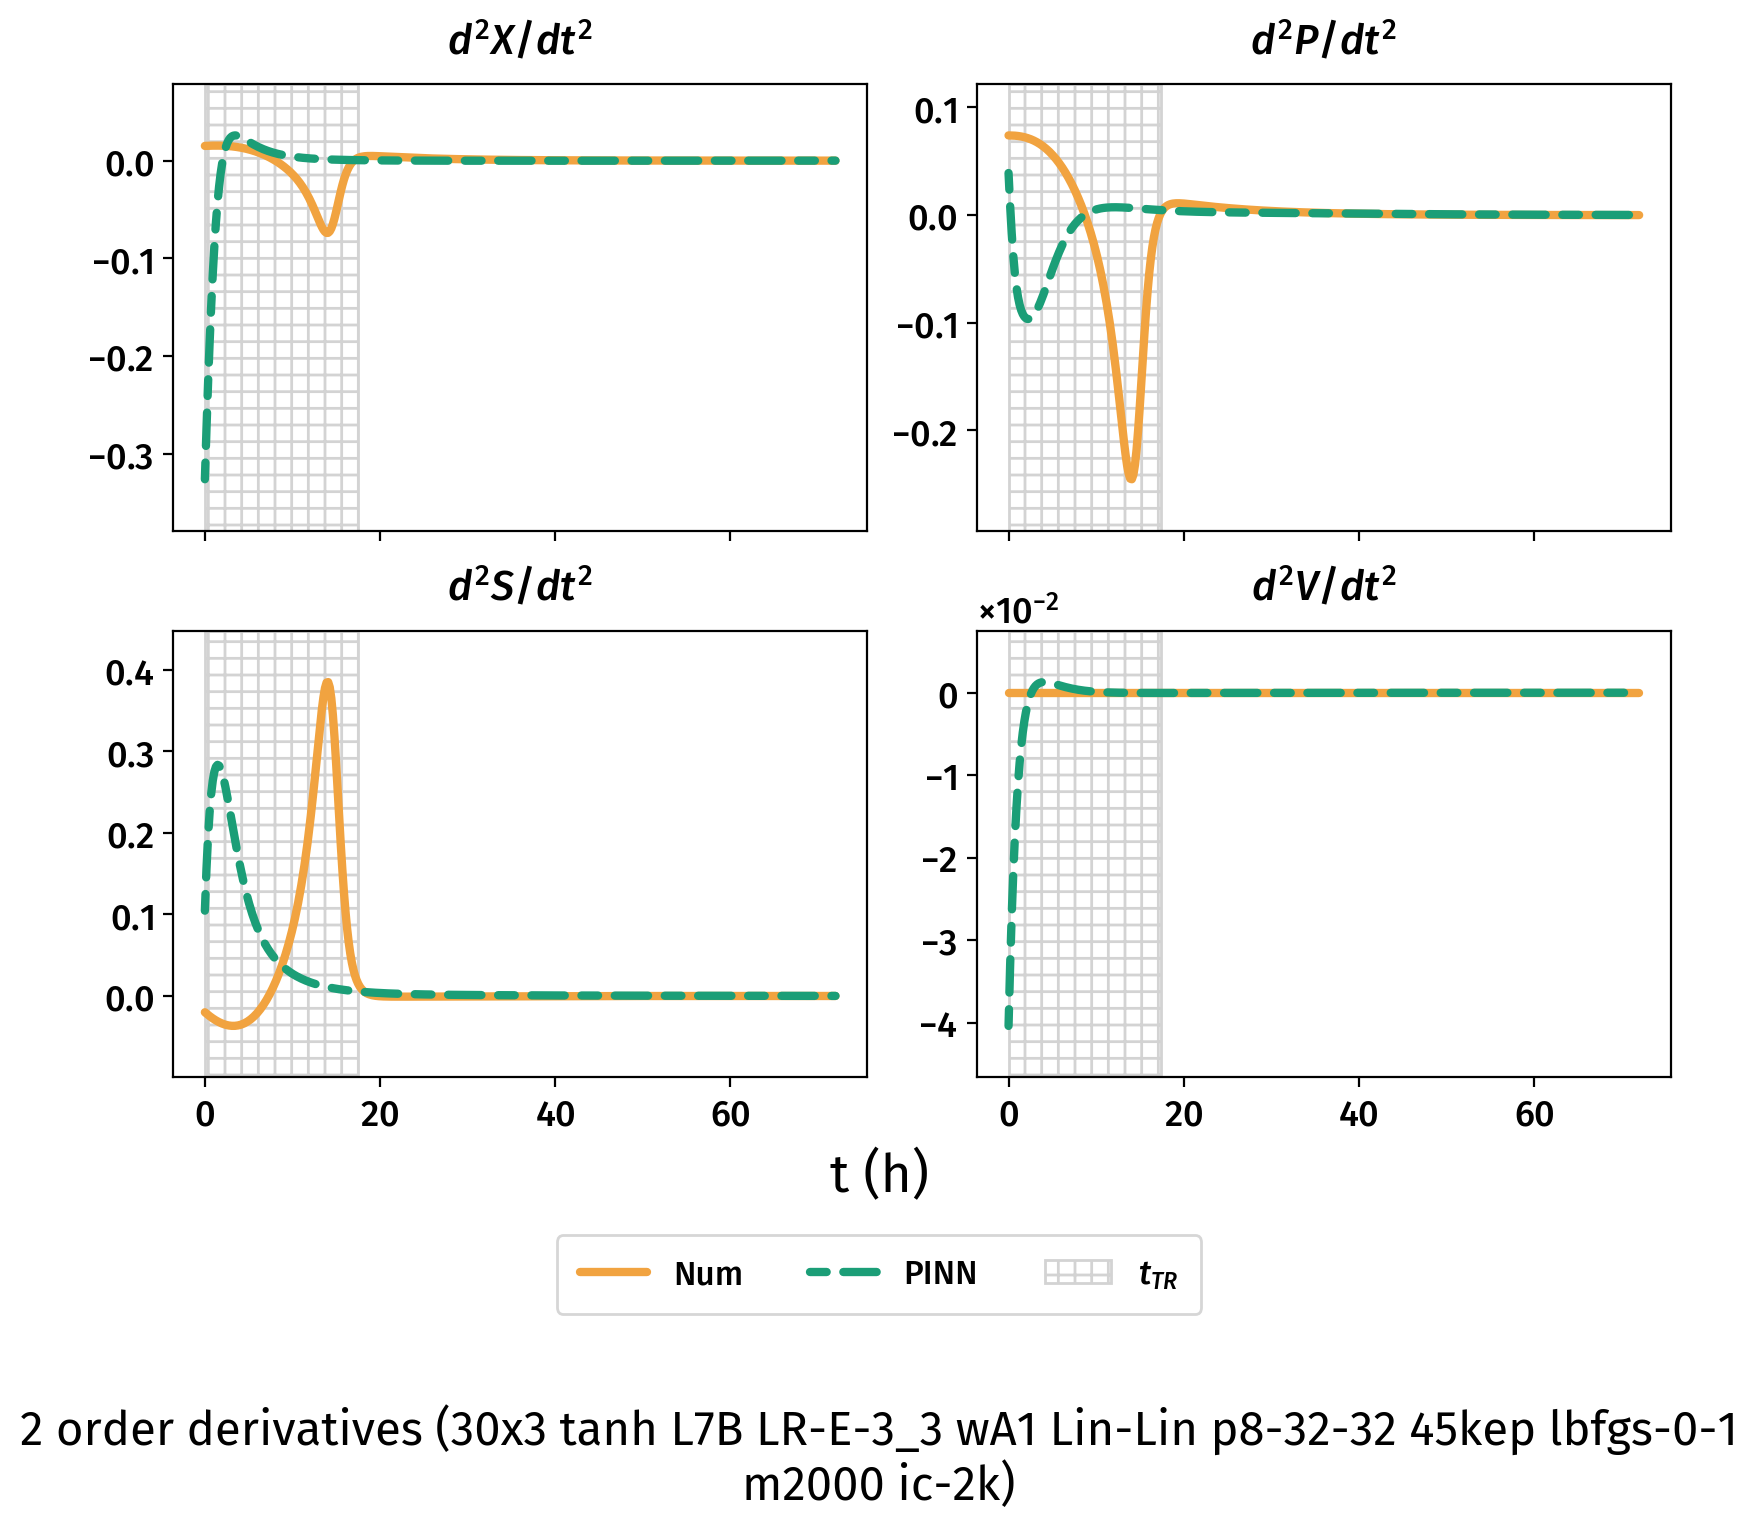 d²X/dt²
d²P/dt²
0.0
−0.1
−0.2
−0.3
0.1
0.0
−0.1
−0.2
d²S/dt²
d²V/dt²
×10⁻²
0.4
0.3
0.2
0.1
0.0
0
−1
−2
−3
−4
0 20 40 60
0 20 40 60
t (h)
Num PINN t_TR
2 order derivatives (30x3 tanh L7B LR-E-3_3 wA1 Lin-Lin p8-32-32 45kep lbfgs-0-1
m2000 ic-2k)